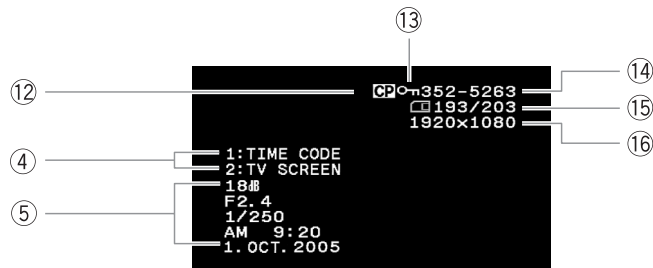 ⑬
⑫ CP 352-5263 ⑭
193/203 ⑮
1920x1080 ⑯
④ 1:TIME CODE
2:TV SCREEN
⑤ 18dB
F2.4
1/250
AM 9:20
1.OCT.2005